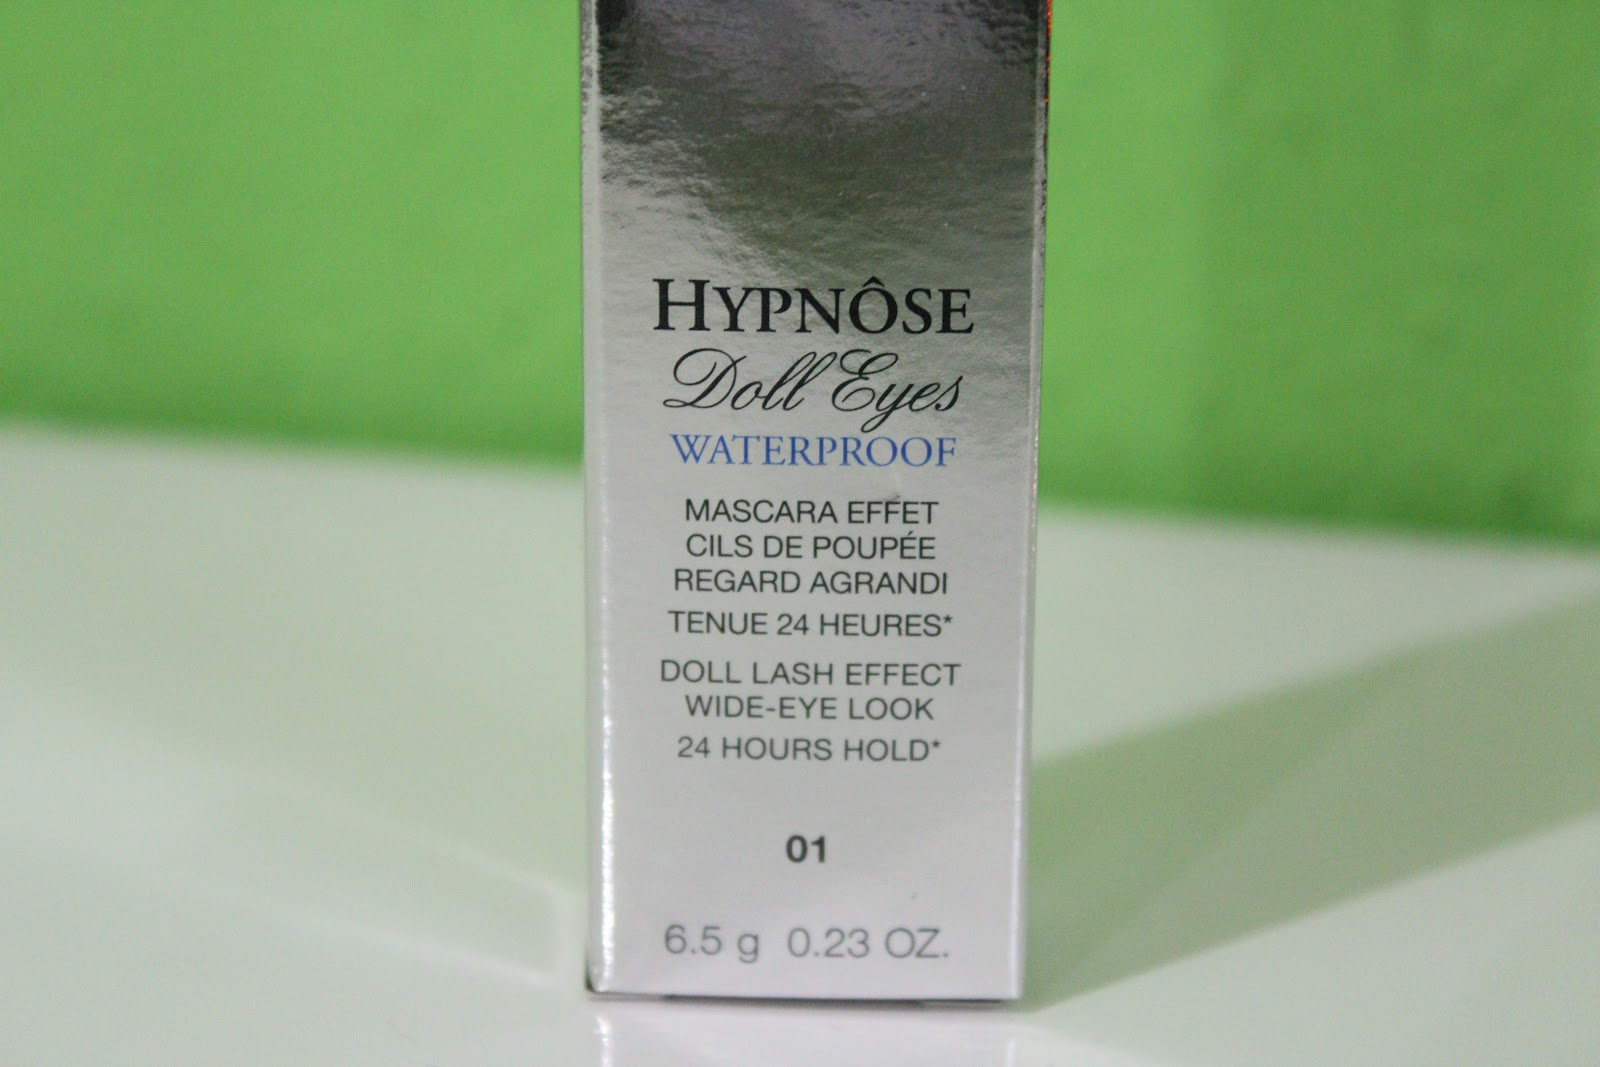 HYPNÔSE
Doll Eyes
WATERPROOF
MASCARA EFFET
CILS DE POUPÉE
REGARD AGRANDI
TENUE 24 HEURES*
DOLL LASH EFFECT
WIDE-EYE LOOK
24 HOURS HOLD*
01
6.5 g 0.23 OZ.